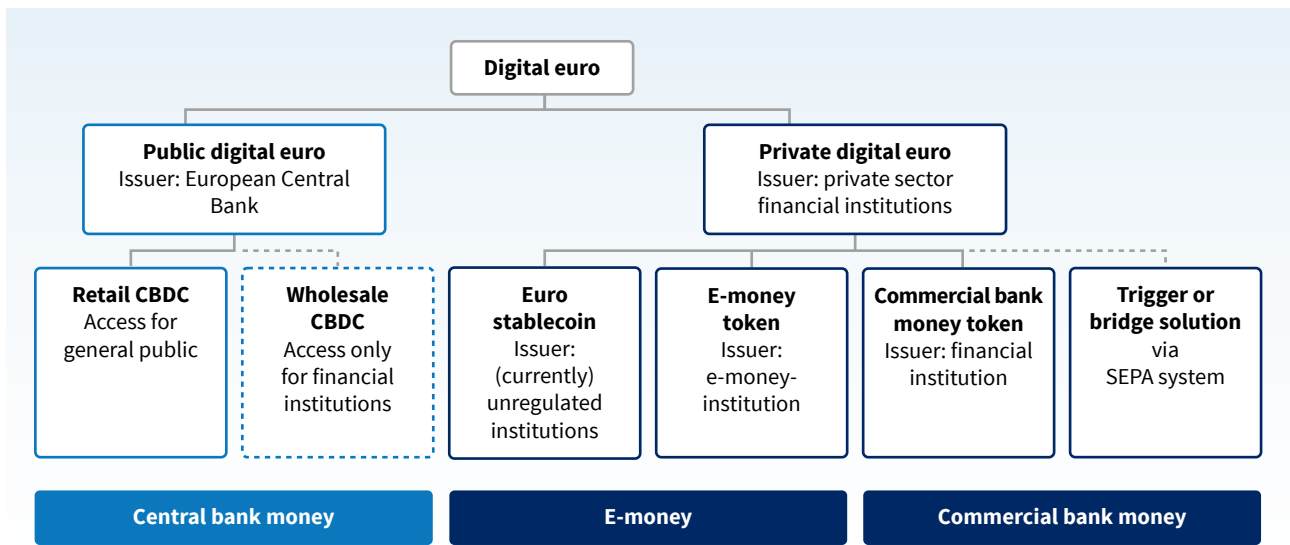 Digital euro
Public digital euro
Issuer: European Central
Bank
Private digital euro
Issuer: private sector
financial institutions
Retail CBDC
Access for
general public
Wholesale
CBDC
Access only
for financial
institutions
Euro
stablecoin
Issuer:
(currently)
unregulated
institutions
E-money
token
Issuer:
e-money-
institution
Commercial bank
money token
Issuer: financial
institution
Trigger or
bridge solution
via
SEPA system
Central bank money
E-money
Commercial bank money